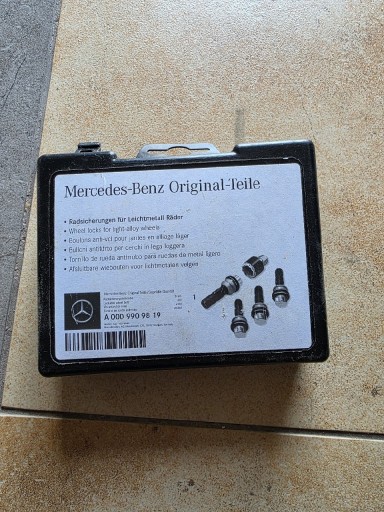 Mercedes-Benz Original-Teile
• Radsicherungen für Leichtmetall Räder
• Wheel locks for light-alloy wheels
• Boulons anti-vol pour jantes en alliage léger
• Bulloni antifurto per cerchi in lega leggera
• Tornillo de rueda antirrobo para ruedas de metal ligero
• Afsluitbare wielbouten voor lichtmetalen velgen
1
A 000 990 98 19